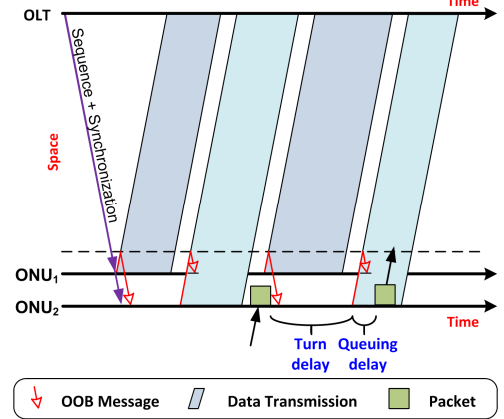 OLT
Time
Sequence + Synchronization
Space
ONU1
ONU2
Time
Turn delay
Queuing delay
OOB Message
Data Transmission
Packet